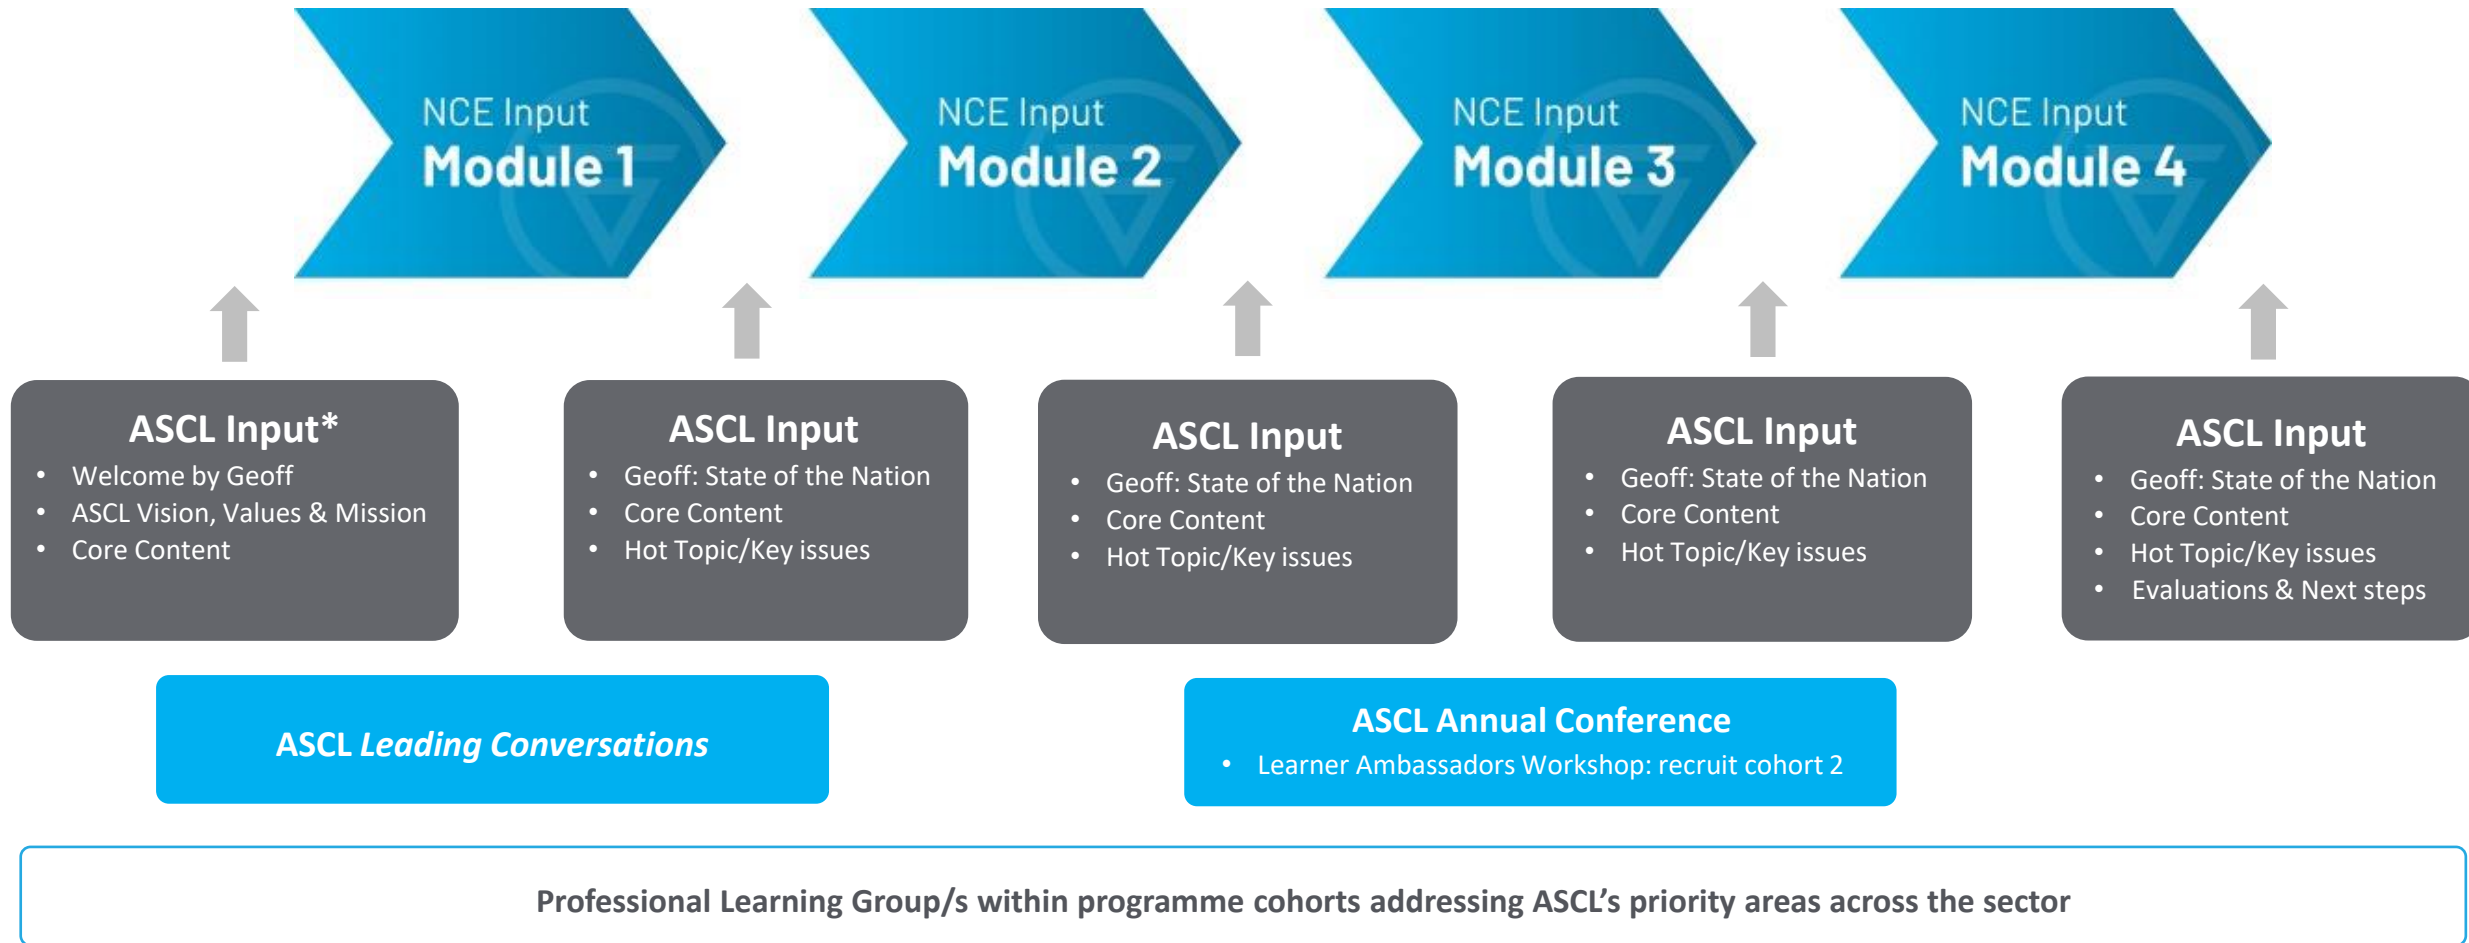 NCE Input
Module 1
NCE Input
Module 2
NCE Input
Module 3
NCE Input
Module 4
ASCL Input*
• Welcome by Geoff
• ASCL Vision, Values & Mission
• Core Content
ASCL Input
• Geoff: State of the Nation
• Core Content
• Hot Topic/Key issues
ASCL Input
• Geoff: State of the Nation
• Core Content
• Hot Topic/Key issues
ASCL Input
• Geoff: State of the Nation
• Core Content
• Hot Topic/Key issues
ASCL Input
• Geoff: State of the Nation
• Core Content
• Hot Topic/Key issues
• Evaluations & Next steps
ASCL Leading Conversations
ASCL Annual Conference
• Learner Ambassadors Workshop: recruit cohort 2
Professional Learning Group/s within programme cohorts addressing ASCL’s priority areas across the sector